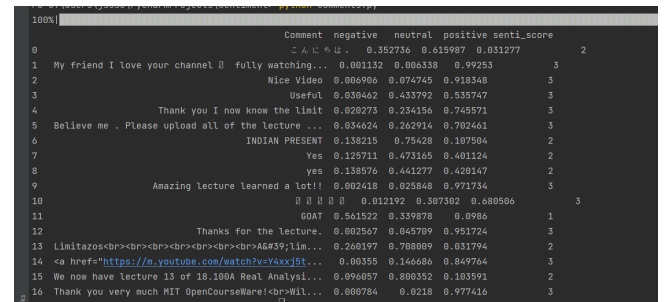 100%|
Comment negative neutral positive senti_score
0 こんにちは. 0.352736 0.615987 0.031277 2
1 My friend I love your channel fully watching... 0.001132 0.006338 0.99253 3
2 Nice Video 0.006906 0.074745 0.918348 3
3 Useful 0.030462 0.433792 0.535747 3
4 Thank you I now know the limit 0.020273 0.234156 0.745571 3
5 Believe me . Please upload all of the lecture ... 0.034624 0.262914 0.702461 3
6 INDIAN PRESENT 0.138215 0.75428 0.107504 2
7 Yes 0.125711 0.473165 0.401124 2
8 yes 0.138576 0.441277 0.420147 2
9 Amazing lecture learned a lot!! 0.002418 0.025848 0.971734 3
10 0.012192 0.307302 0.680506 3
11 GOAT 0.561522 0.339878 0.0986 1
12 Thanks for the lecture. 0.002567 0.045709 0.951724 3
13 Limitazos<br><br><br><br><br><br>A&#39;lim... 0.260197 0.708009 0.031794 2
14 <a href="https://m.youtube.com/watch?v=Y4xxj5t... 0.00355 0.146686 0.849764 3
15 We now have lecture 13 of 18.100A Real Analysi... 0.096057 0.800352 0.103591 2
16 Thank you very much MIT OpenCourseWare!<br>Wil... 0.000784 0.0218 0.977416 3